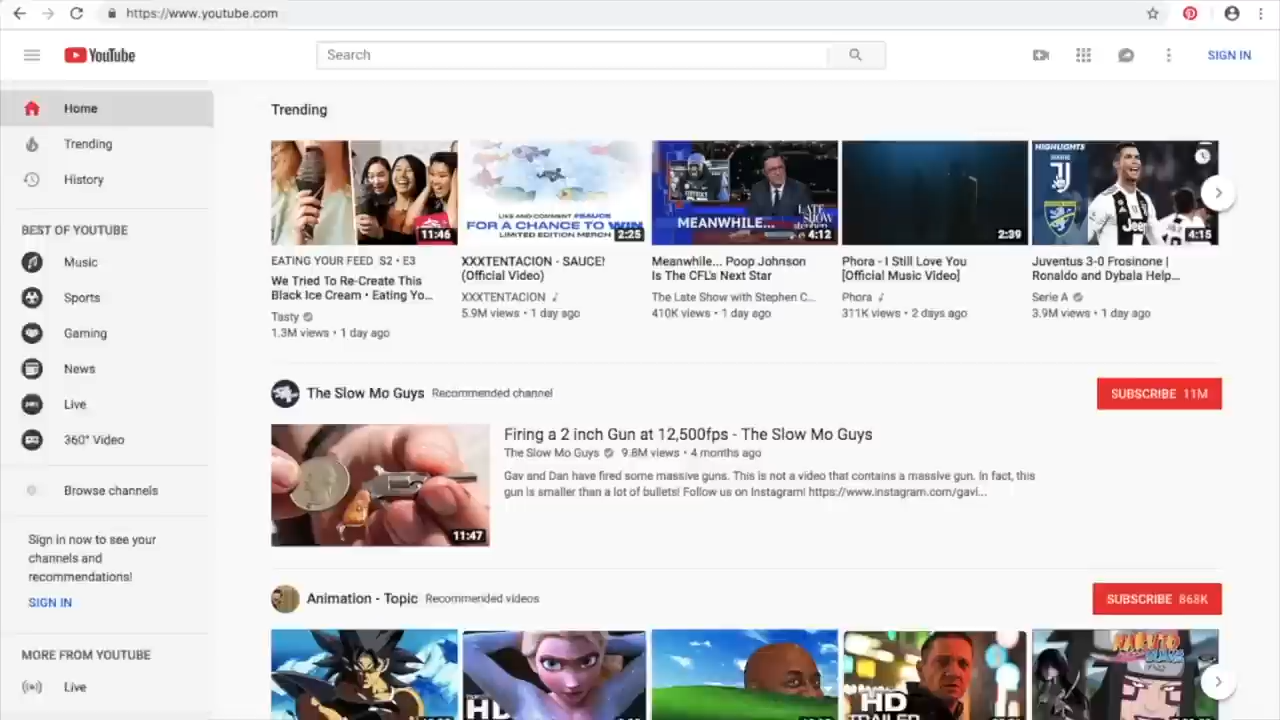 https://www.youtube.com
YouTube
Search
SIGN IN
Home
Trending
History
BEST OF YOUTUBE
Music
Sports
Gaming
News
Live
360° Video
Browse channels
Sign in now to see your
channels and
recommendations!
SIGN IN
MORE FROM YOUTUBE
Live
Trending
11:46
EATING YOUR FEED S2 • E3
We Tried To Re-Create This
Black Ice Cream • Eating Yo...
Tasty
1.3M views • 1 day ago
LIKE AND COMMENT #SAUCE
FOR A CHANCE TO WIN
LIMITED EDITION MERCH
2:25
XXXTENTACION - SAUCE!
(Official Video)
XXXTENTACION
5.9M views • 1 day ago
MEANWHILE...
LATE
SHOW
4:12
Meanwhile... Poop Johnson
Is The CFL's Next Star
The Late Show with Stephen C...
410K views • 1 day ago
2:39
Phora - I Still Love You
[Official Music Video]
Phora
311K views • 2 days ago
HIGHLIGHTS
Jeep
4:15
Juventus 3-0 Frosinone |
Ronaldo and Dybala Help...
Serie A
3.9M views • 1 day ago
The Slow Mo Guys Recommended channel
SUBSCRIBE 11M
11:47
Firing a 2 inch Gun at 12,500fps - The Slow Mo Guys
The Slow Mo Guys 9.8M views • 4 months ago
Gav and Dan have fired some massive guns. This is not a video that contains a massive gun. In fact, this
gun is smaller than a lot of bullets! Follow us on Instagram! https://www.instagram.com/gavi...
Animation - Topic Recommended videos
SUBSCRIBE 868K
HD
HD
TRAILER
NARUTO